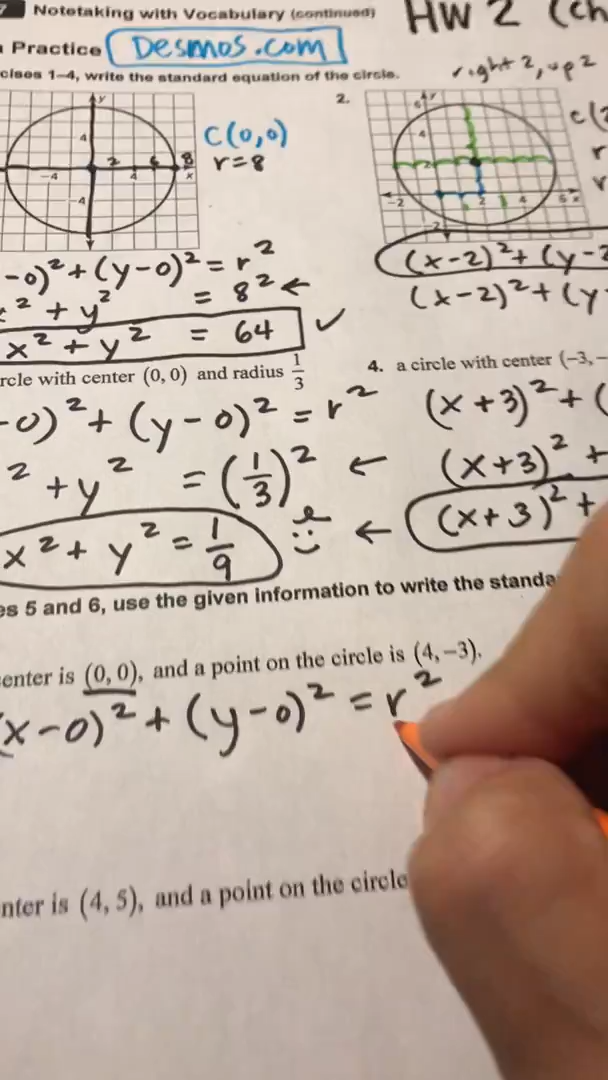 7 Notetaking with Vocabulary (continued)
HW 2 (Ch
Practice Desmos.com
cises 1–4, write the standard equation of the circle.
right 2, up 2
2.
C(0,0)
r=8
-0)² + (y-0)² = r²
² + y² = 8² ←
x² + y² = 64 ✓
(x-2)² + (y-2
(x-2)² + (y-
rcle with center (0, 0) and radius 1/3
4. a circle with center (−3, −
-0)² + (y-0)² = r²
² + y² = (1/3)² ←
x² + y² = 1/9 ←
(x+3)² + (
(x+3)² +
(x+3)² +
es 5 and 6, use the given information to write the standa
enter is (0, 0), and a point on the circle is (4, −3).
(x-0)² + (y-0)² = r²
nter is (4, 5), and a point on the circle